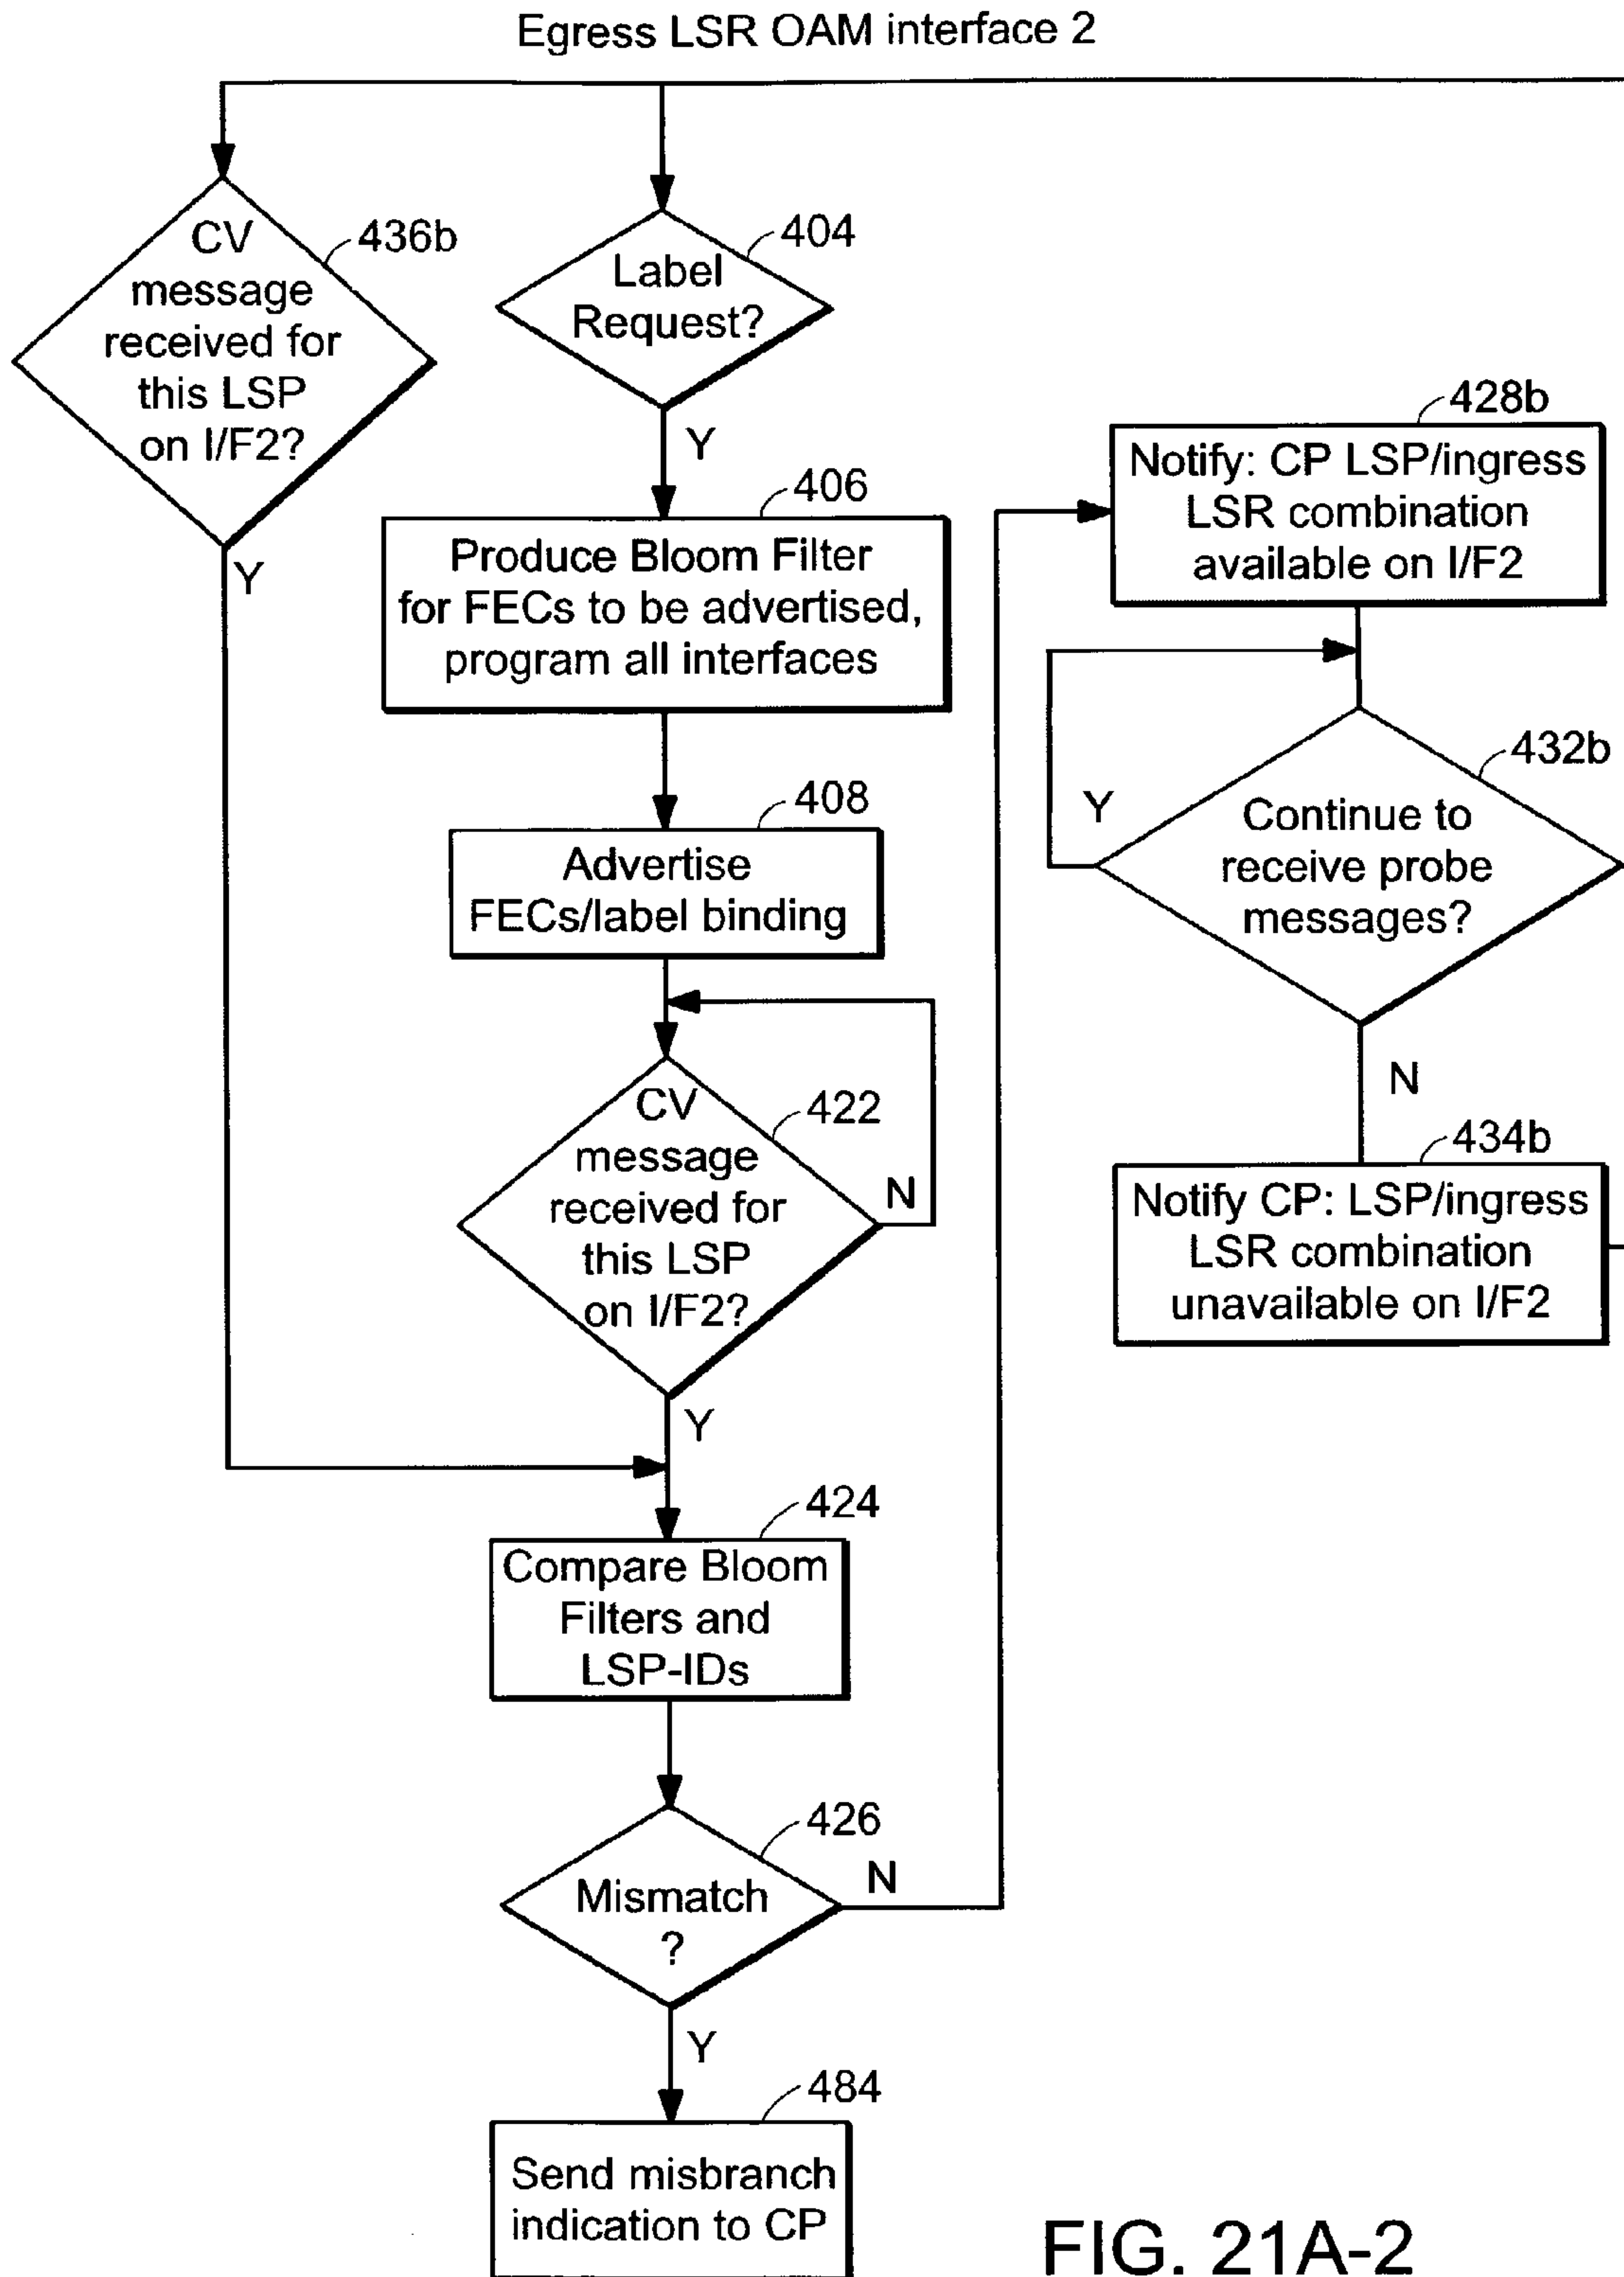 Egress LSR OAM interface 2
CV
message
received for
this LSP
on I/F2?
436b
Y
Label
Request?
404
Y
406
Produce Bloom Filter
for FECs to be advertised,
program all interfaces
408
Advertise
FECs/label binding
CV
message
received for
this LSP
on I/F2?
422
N
Y
424
Compare Bloom
Filters and
LSP-IDs
426
Mismatch
?
N
Y
484
Send misbranch
indication to CP
428b
Notify: CP LSP/ingress
LSR combination
available on I/F2
432b
Y
Continue to
receive probe
messages?
N
434b
Notify CP: LSP/ingress
LSR combination
unavailable on I/F2
FIG. 21A-2